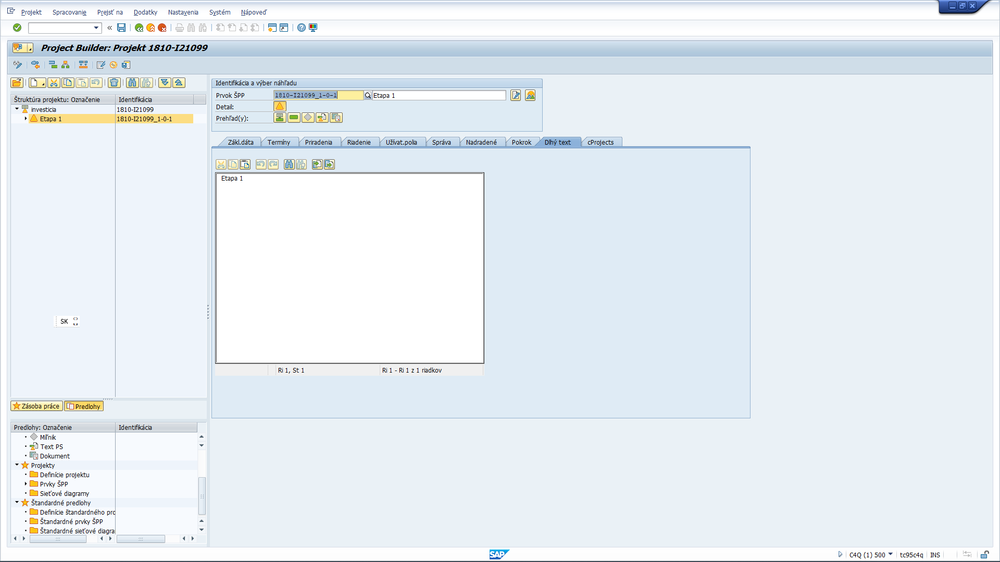 Projekt Spracovanie Prejsť na Dodatky Nastavenia Systém Nápoveď
Project Builder: Projekt 1810-I21099
Štruktúra projektu: Označenie Identifikácia
investicia 1810-I21099
Etapa 1 1810-I21099_1-0-1
Identifikácia a výber náhľadu
Prvok ŠPP 1810-I21099_1-0-1 Etapa 1
Detail:
Prehľad(y):
Zákl.dáta Termíny Priradenia Riadenie Užívat.polia Správa Nadradené Pokrok Dlhý text cProjects
Etapa 1
SK
Ri 1, St 1 Ri 1 - Ri 1 z 1 riadkov
Zásoba práce Predlohy
Predlohy: Označenie Identifikácia
Míľnik
Text PS
Dokument
Projekty
Definície projektu
Prvky ŠPP
Sieťové diagramy
Štandardné predlohy
Definície štandardného pro
Štandardné prvky ŠPP
Štandardné sieťové diagra
SAP
C4Q (1) 500 tc95c4q INS